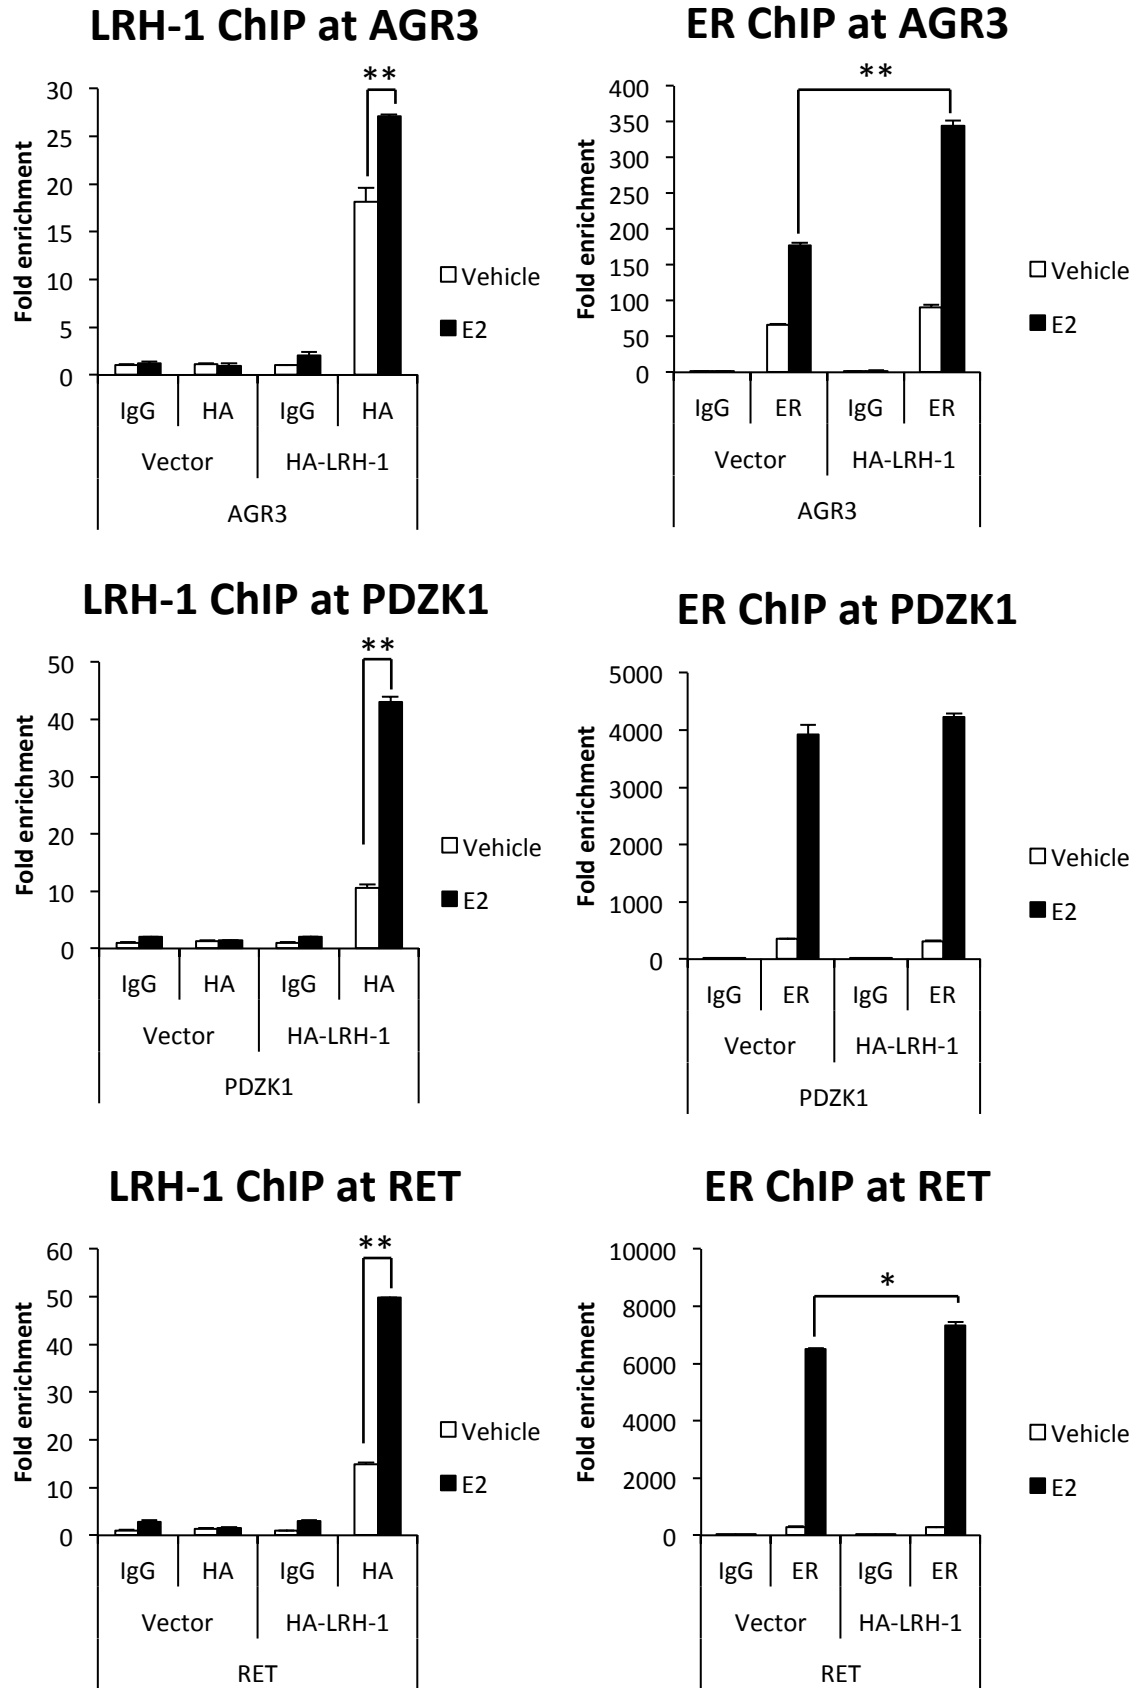 LRH-1 ChIP at AGR3
**
Fold enrichment
30
25
20
15
10
5
0
Vehicle
E2
IgG HA IgG HA
Vector HA-LRH-1
AGR3
ER ChIP at AGR3
**
Fold enrichment
400
350
300
250
200
150
100
50
0
Vehicle
E2
IgG ER IgG ER
Vector HA-LRH-1
AGR3
LRH-1 ChIP at PDZK1
**
Fold enrichment
50
40
30
20
10
0
Vehicle
E2
IgG HA IgG HA
Vector HA-LRH-1
PDZK1
ER ChIP at PDZK1
Fold enrichment
5000
4000
3000
2000
1000
0
Vehicle
E2
IgG ER IgG ER
Vector HA-LRH-1
PDZK1
LRH-1 ChIP at RET
**
Fold enrichment
60
50
40
30
20
10
0
Vehicle
E2
IgG HA IgG HA
Vector HA-LRH-1
RET
ER ChIP at RET
*
Fold enrichment
10000
8000
6000
4000
2000
0
Vehicle
E2
IgG ER IgG ER
Vector HA-LRH-1
RET